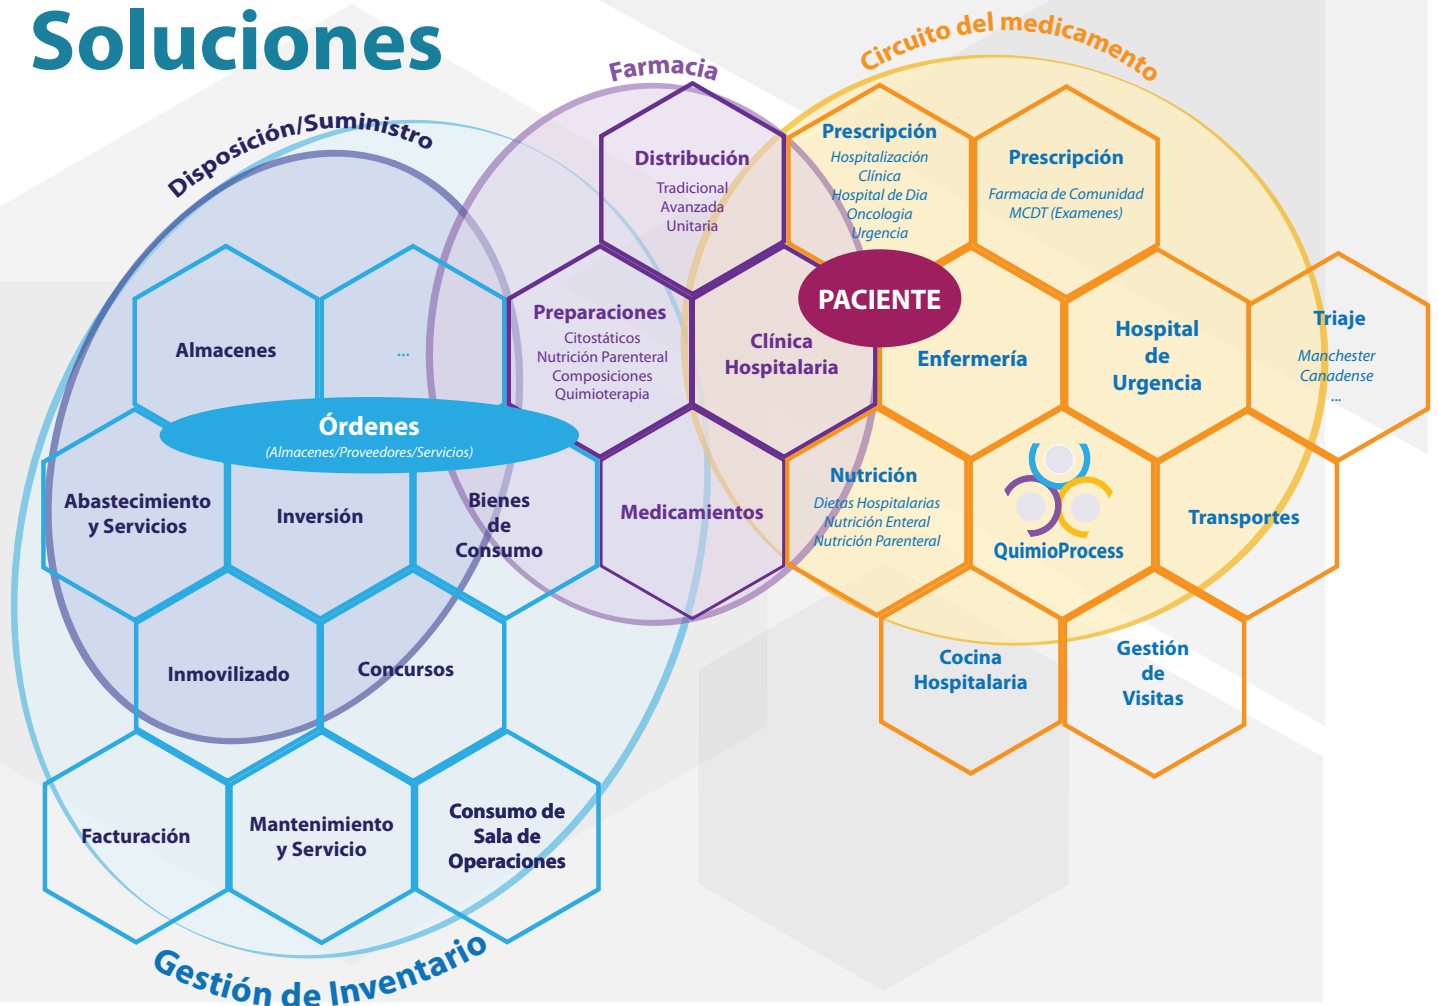 Soluciones
Disposición/Suministro
Farmacia
Circuito del medicamento
Distribución
Tradicional
Avanzada
Unitaria
Prescripción
Hospitalización
Clínica
Hospital de Dia
Oncologia
Urgencia
Prescripción
Farmacia de Comunidad
MCDT (Examenes)
Almacenes
...
Preparaciones
Citostáticos
Nutrición Parenteral
Composiciones
Quimioterapia
Clínica
Hospitalaria
PACIENTE
Enfermería
Hospital
de
Urgencia
Triaje
Manchester
Canadense
...
Órdenes
(Almacenes/Proveedores/Servicios)
Abastecimiento
y Servicios
Inversión
Bienes
de
Consumo
Medicamientos
Nutrición
Dietas Hospitalarias
Nutrición Enteral
Nutrición Parenteral
QuimioProcess
Transportes
Inmovilizado
Concursos
Cocina
Hospitalaria
Gestión
de
Visitas
Facturación
Mantenimiento
y Servicio
Consumo de
Sala de
Operaciones
Gestión de Inventario